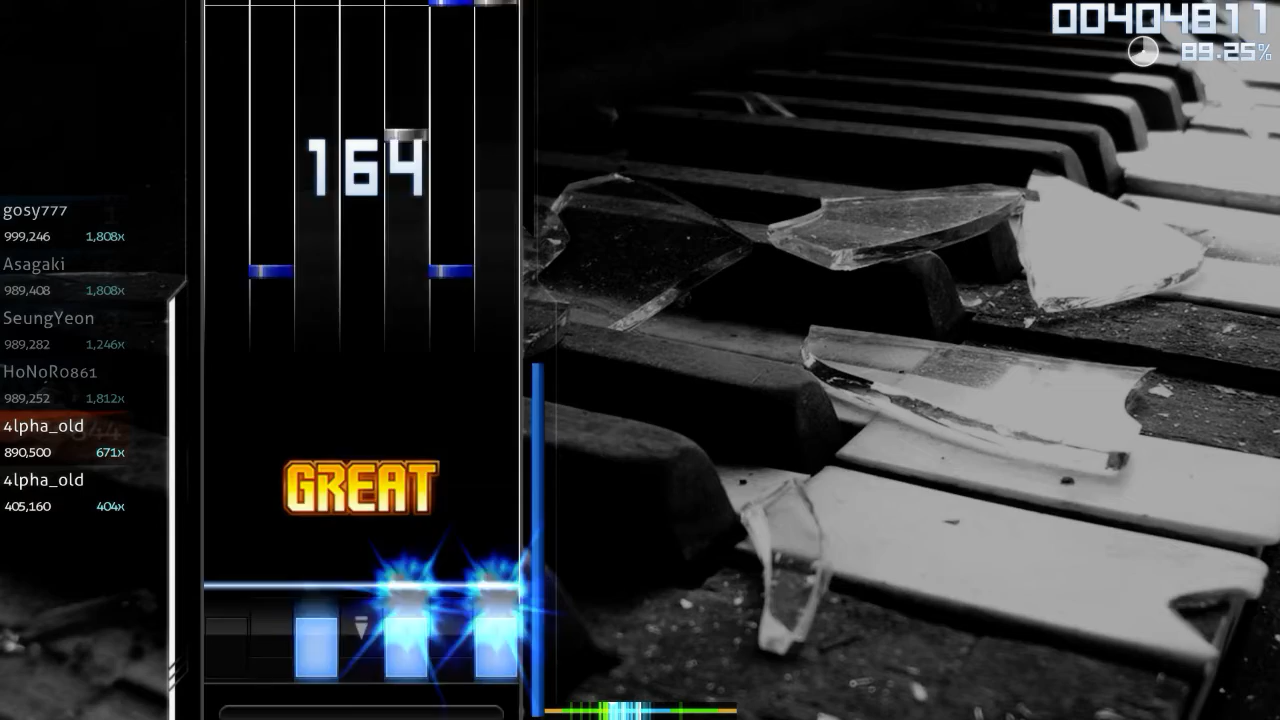 00404811
89.25%
164
gosy777
999,246 1,808x
Asagaki
989,408 1,808x
SeungYeon
989,282 1,246x
HoNoR0861
989,252 1,812x
4lpha_old
890,500 671x
4lpha_old
405,160 404x
GREAT